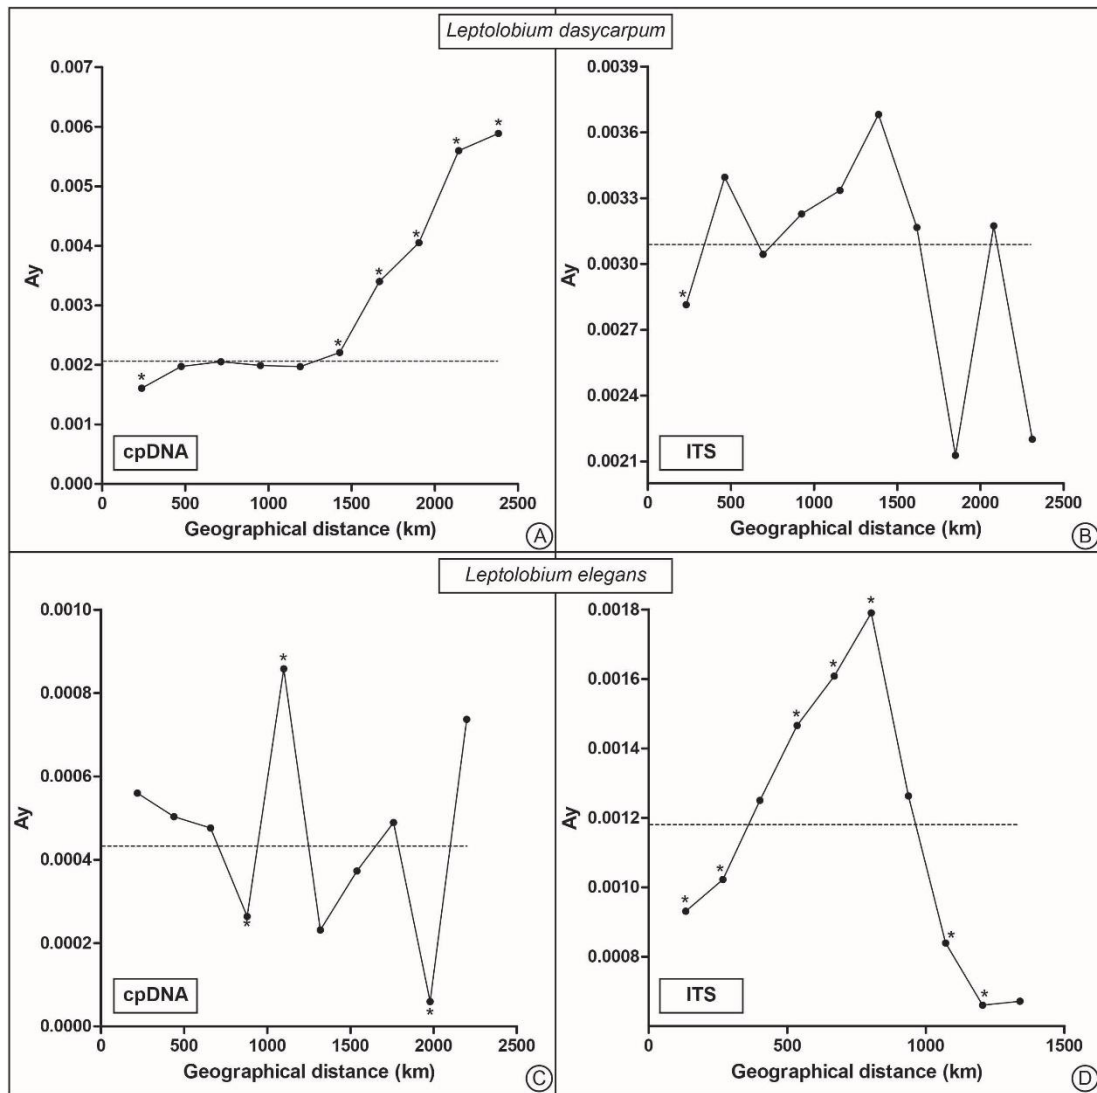 Leptolobium dasycarpum
0.007
0.006
0.005
0.004
0.003
0.002
0.001
0.000
Ay
* * * * * *
cpDNA
0 500 1000 1500 2000 2500
Geographical distance (km)
A
0.0039
0.0036
0.0033
0.0030
0.0027
0.0024
0.0021
Ay
*
ITS
0 500 1000 1500 2000 2500
Geographical distance (km)
B
Leptolobium elegans
0.0010
0.0008
0.0006
0.0004
0.0002
0.0000
Ay
* * *
cpDNA
0 500 1000 1500 2000 2500
Geographical distance (km)
C
0.0018
0.0016
0.0014
0.0012
0.0010
0.0008
Ay
* * * * * * *
ITS
0 500 1000 1500
Geographical distance (km)
D